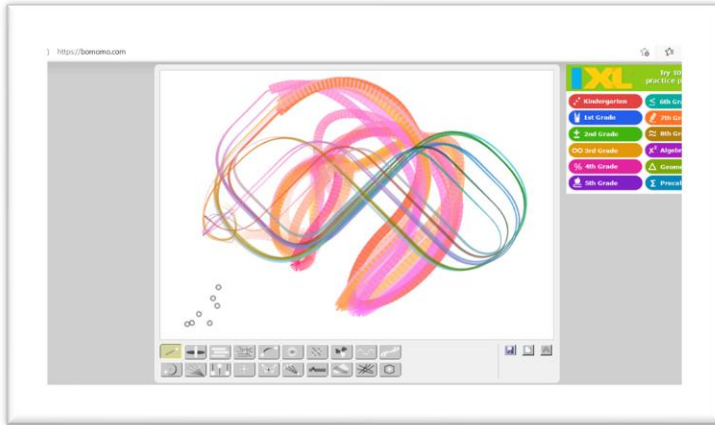 https://bomomo.com
IXL
Try 10
practice p
Kindergarten
6th Gr
1st Grade
7th Gr
2nd Grade
8th Gr
3rd Grade
Algeb
4th Grade
Geome
5th Grade
Precal